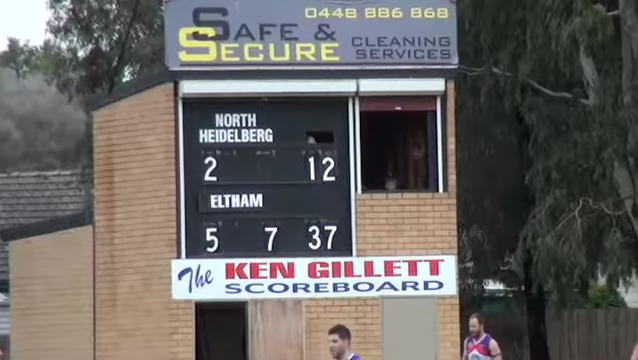 SAFE & 0448 886 868
SECURE CLEANING SERVICES
NORTH
HEIDELBERG
2 12
ELTHAM
5 7 37
The KEN GILLETT
SCOREBOARD